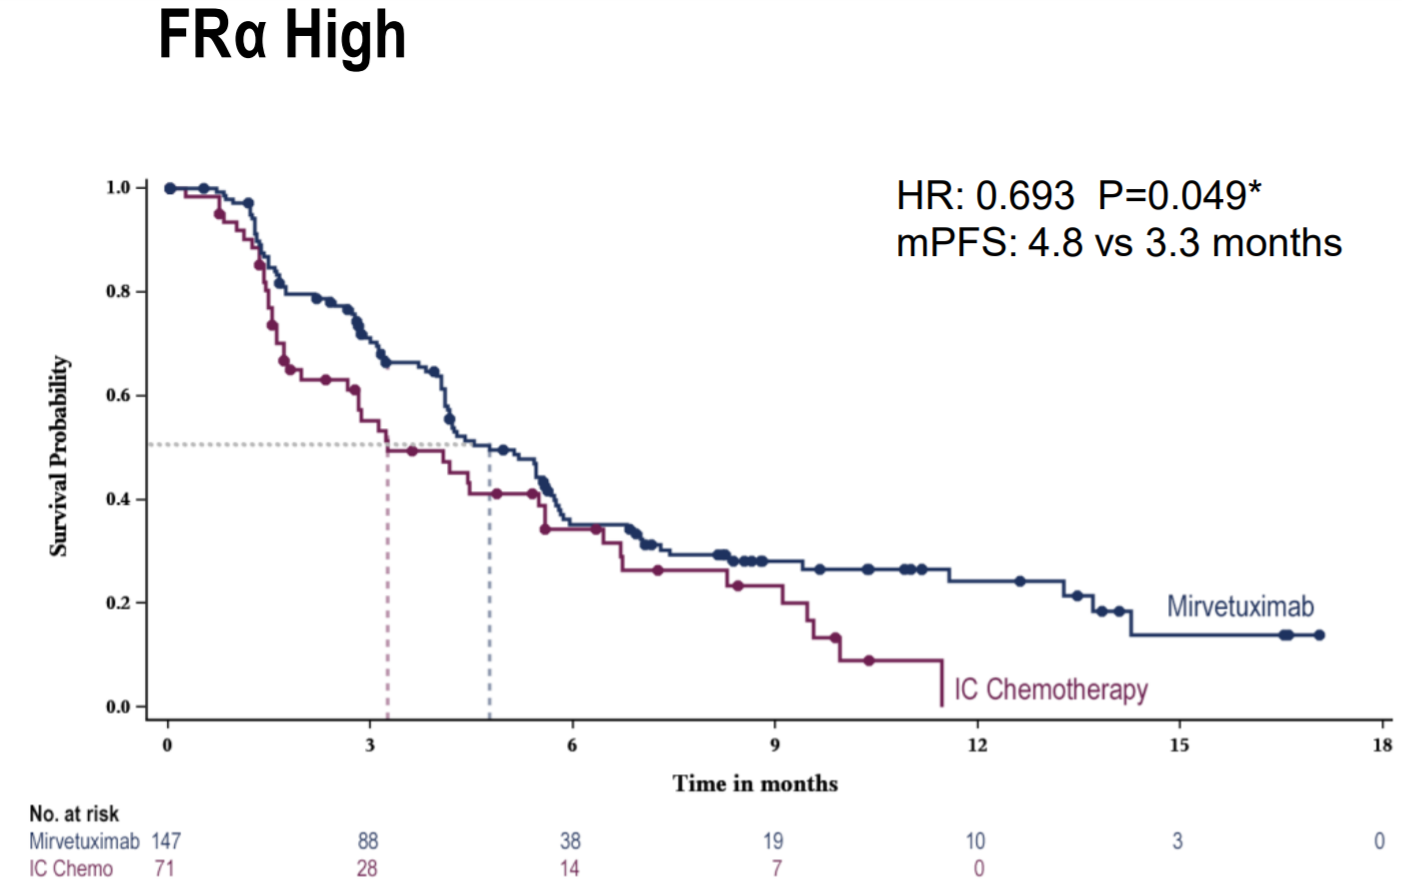 FRα High
HR: 0.693 P=0.049*
mPFS: 4.8 vs 3.3 months
Survival Probability
1.0
0.8
0.6
0.4
0.2
0.0
Mirvetuximab
IC Chemotherapy
0 3 6 9 12 15 18
Time in months
No. at risk
Mirvetuximab 147 88 38 19 10 3 0
IC Chemo 71 28 14 7 0